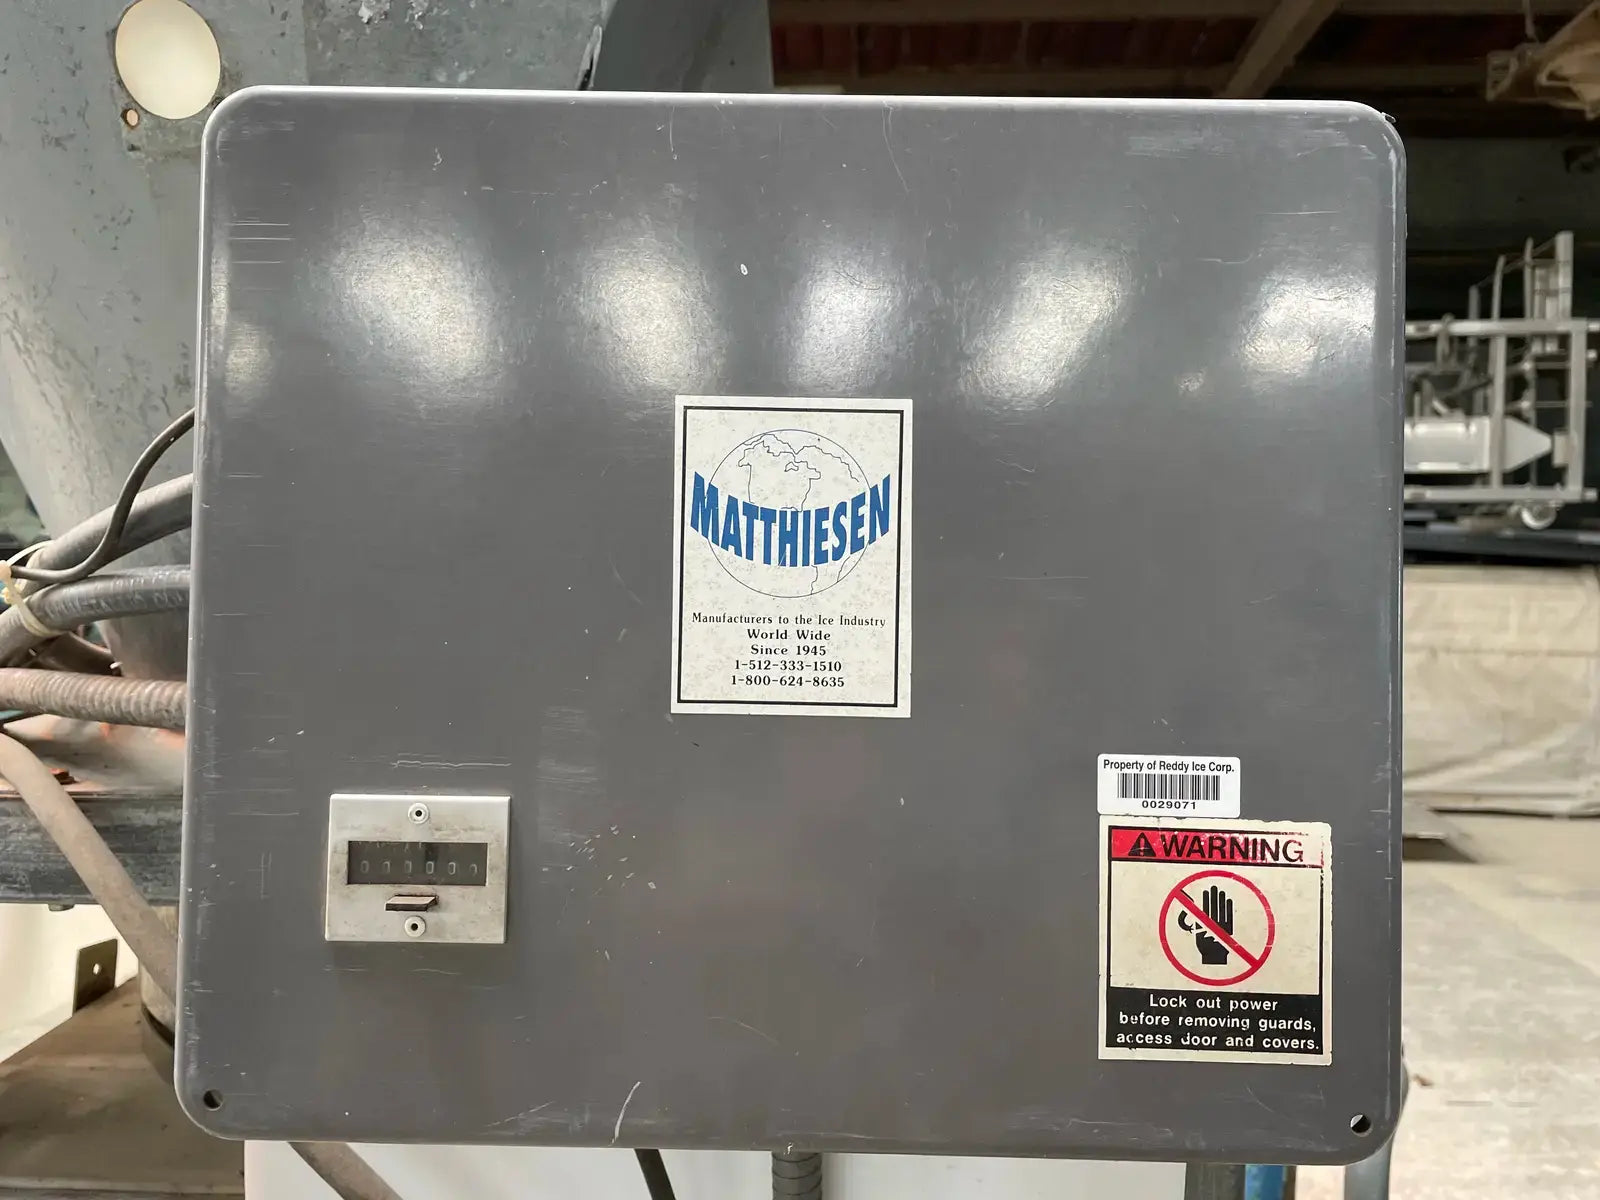 MATTHIESEN
Manufacturers to the Ice Industry
World Wide
Since 1945
1-512-333-1510
1-800-624-8635
Property of Reddy Ice Corp.
0029071
WARNING
Lock out power
before removing guards,
access door and covers.